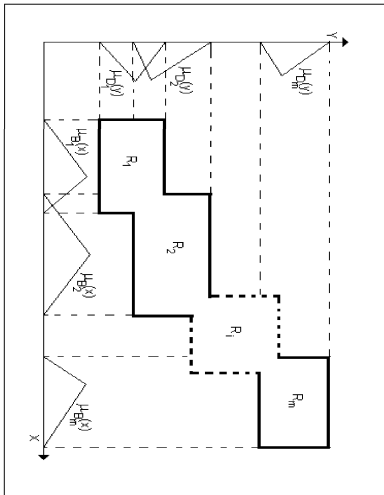 Y
μD1(y)
μD2(y)
μDm(y)
μB1(x)
R1
R2
μB2(x)
Ri
Rm
μBm(x)
X